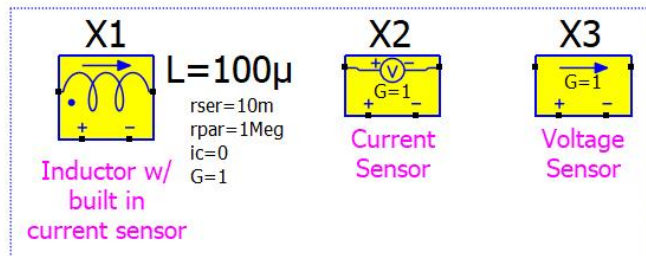 X1
L=100µ
rser=10m
rpar=1Meg
ic=0
G=1
+ −
Inductor w/
built in
current sensor
X2
+ V −
G=1
+ −
Current
Sensor
X3
G=1
+ −
Voltage
Sensor